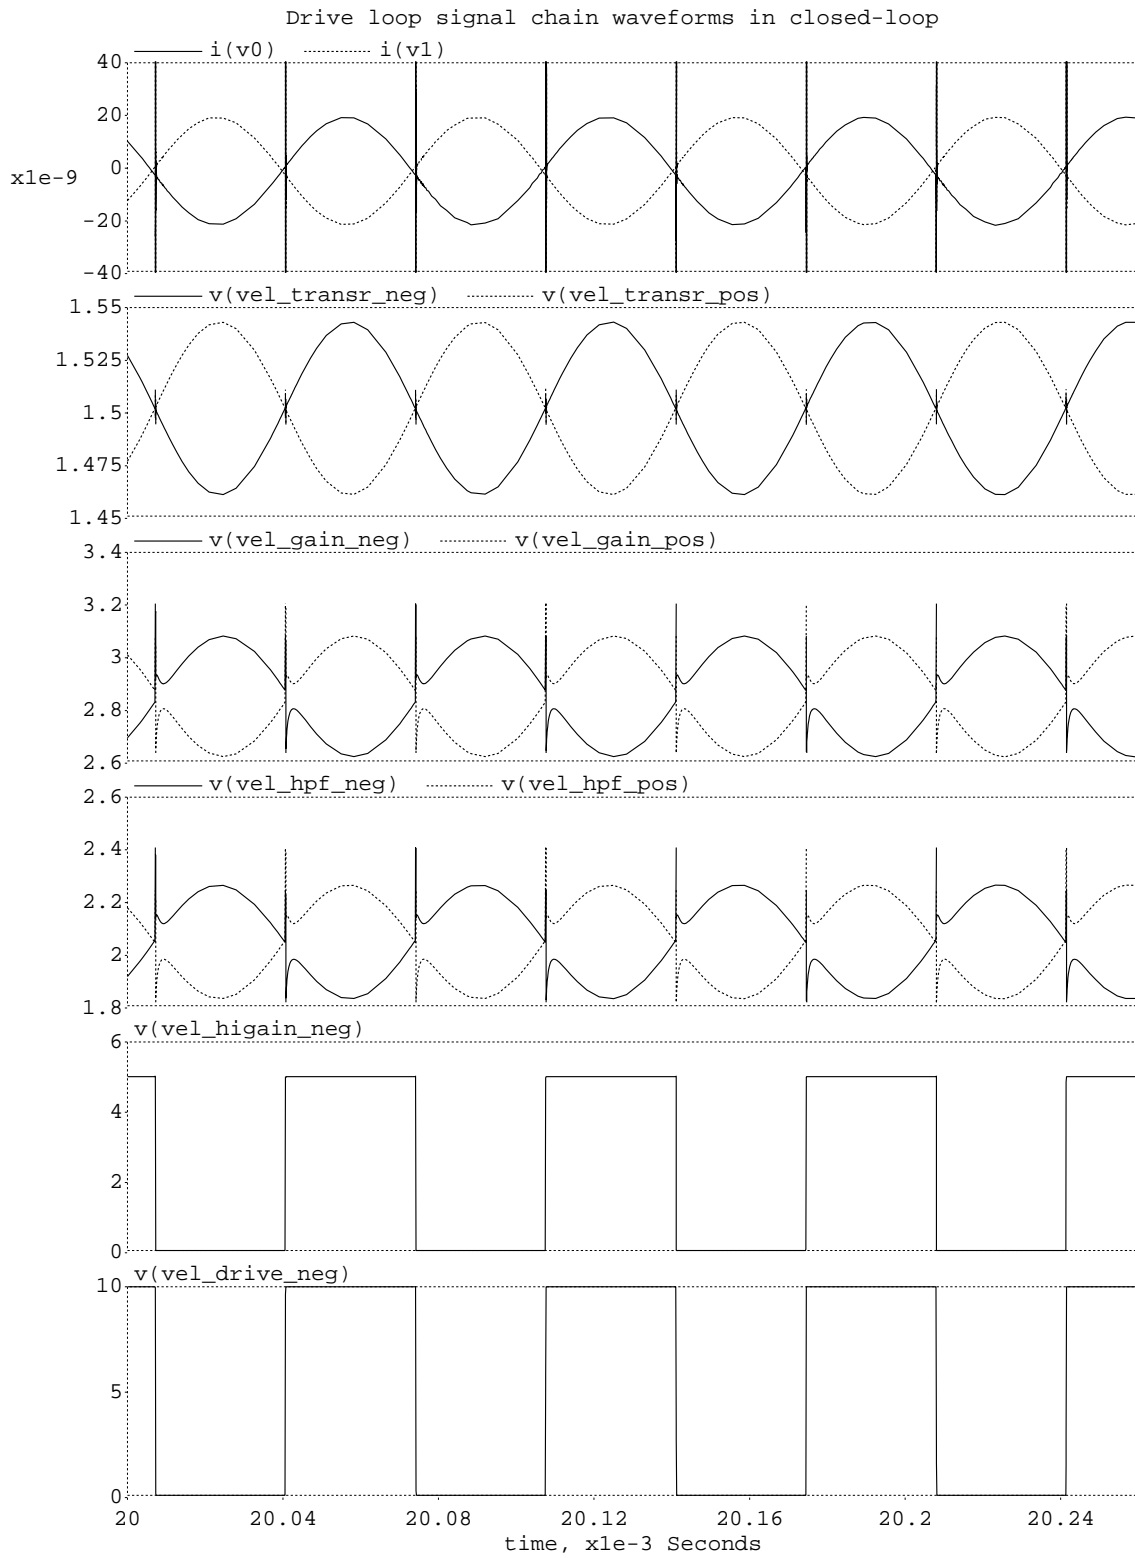 Drive loop signal chain waveforms in closed-loop
i(v0) i(v1)
40
20
0
x1e-9
-20
-40
v(vel_transr_neg) v(vel_transr_pos)
1.55
1.525
1.5
1.475
1.45
v(vel_gain_neg) v(vel_gain_pos)
3.4
3.2
3
2.8
2.6
v(vel_hpf_neg) v(vel_hpf_pos)
2.6
2.4
2.2
2
1.8
v(vel_higain_neg)
6
4
2
0
v(vel_drive_neg)
10
5
0
20 20.04 20.08 20.12 20.16 20.2 20.24
time, x1e-3 Seconds